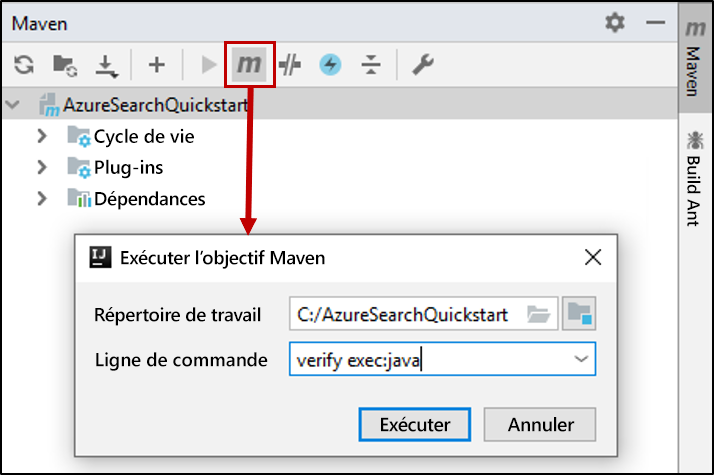 Maven
m
m
Maven
AzureSearchQuickstart
Cycle de vie
Plug-ins
Dépendances
Build Ant
IJ
Exécuter l'objectif Maven
Répertoire de travail
C:/AzureSearchQuickstart
Ligne de commande
verify exec:java
Exécuter
Annuler